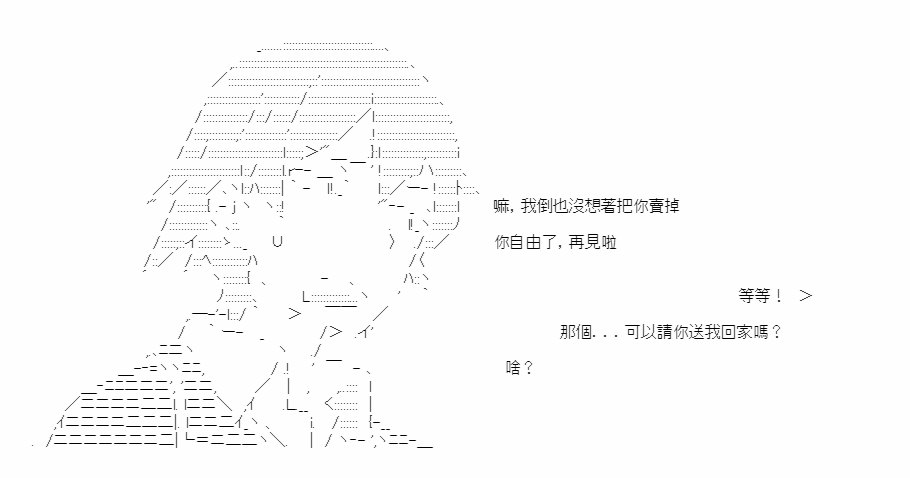 嘛，我倒也沒想著把你賣掉
你自由了，再見啦
等等！　＞
那個．．．可以請你送我回家嗎？
啥？